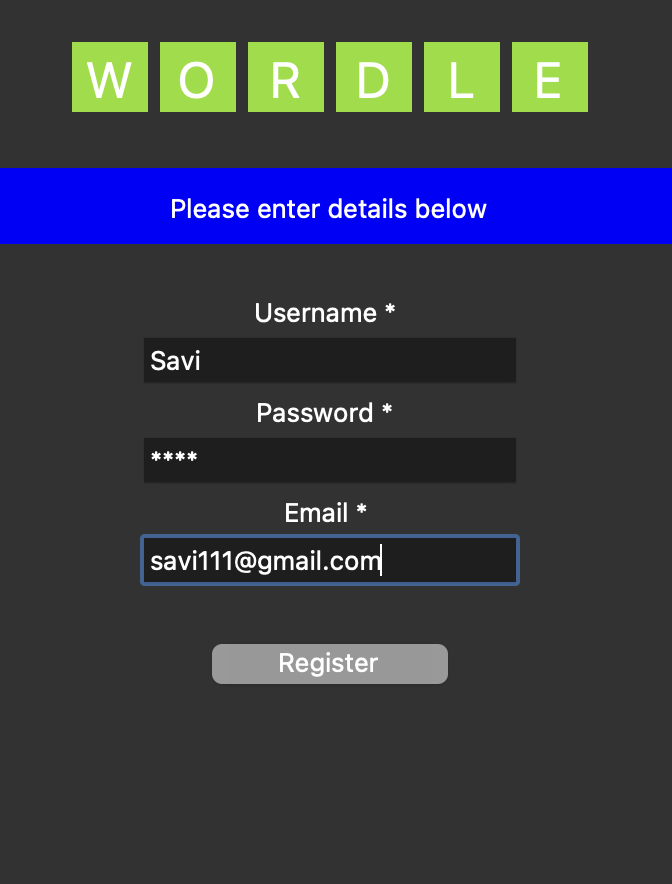 W O R D L E
Please enter details below
Username *
Savi
Password *
****
Email *
savi111@gmail.com
Register